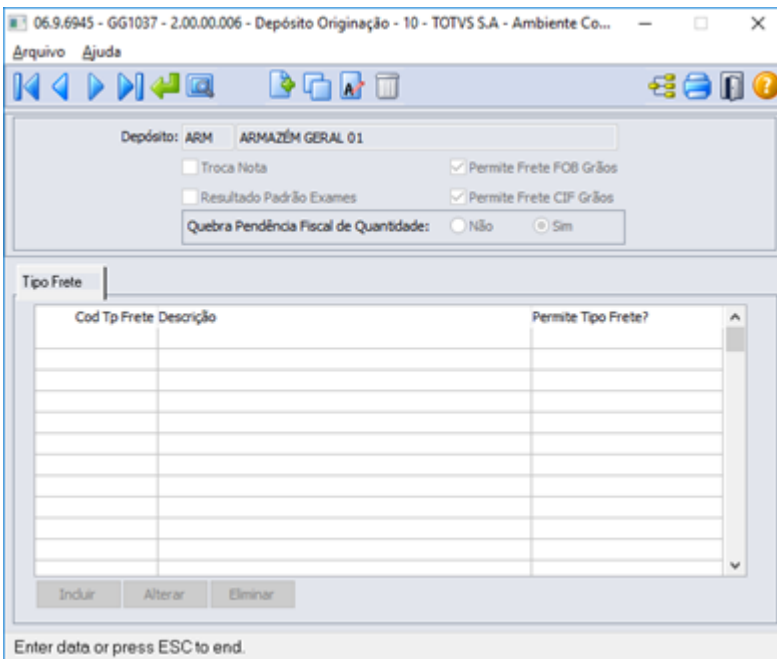 06.9.6945 - GG1037 - 2.00.00.006 - Depósito Originação - 10 - TOTVS S.A - Ambiente Co...
Arquivo Ajuda
Depósito: ARM ARMAZÉM GERAL 01
Troca Nota Permite Frete FOB Grãos
Resultado Padrão Exames Permite Frete CIF Grãos
Quebra Pendência Fiscal de Quantidade: Não Sim
Tipo Frete
Cod Tp Frete Descrição Permite Tipo Frete?
Incluir Alterar Eliminar
Enter data or press ESC to end.